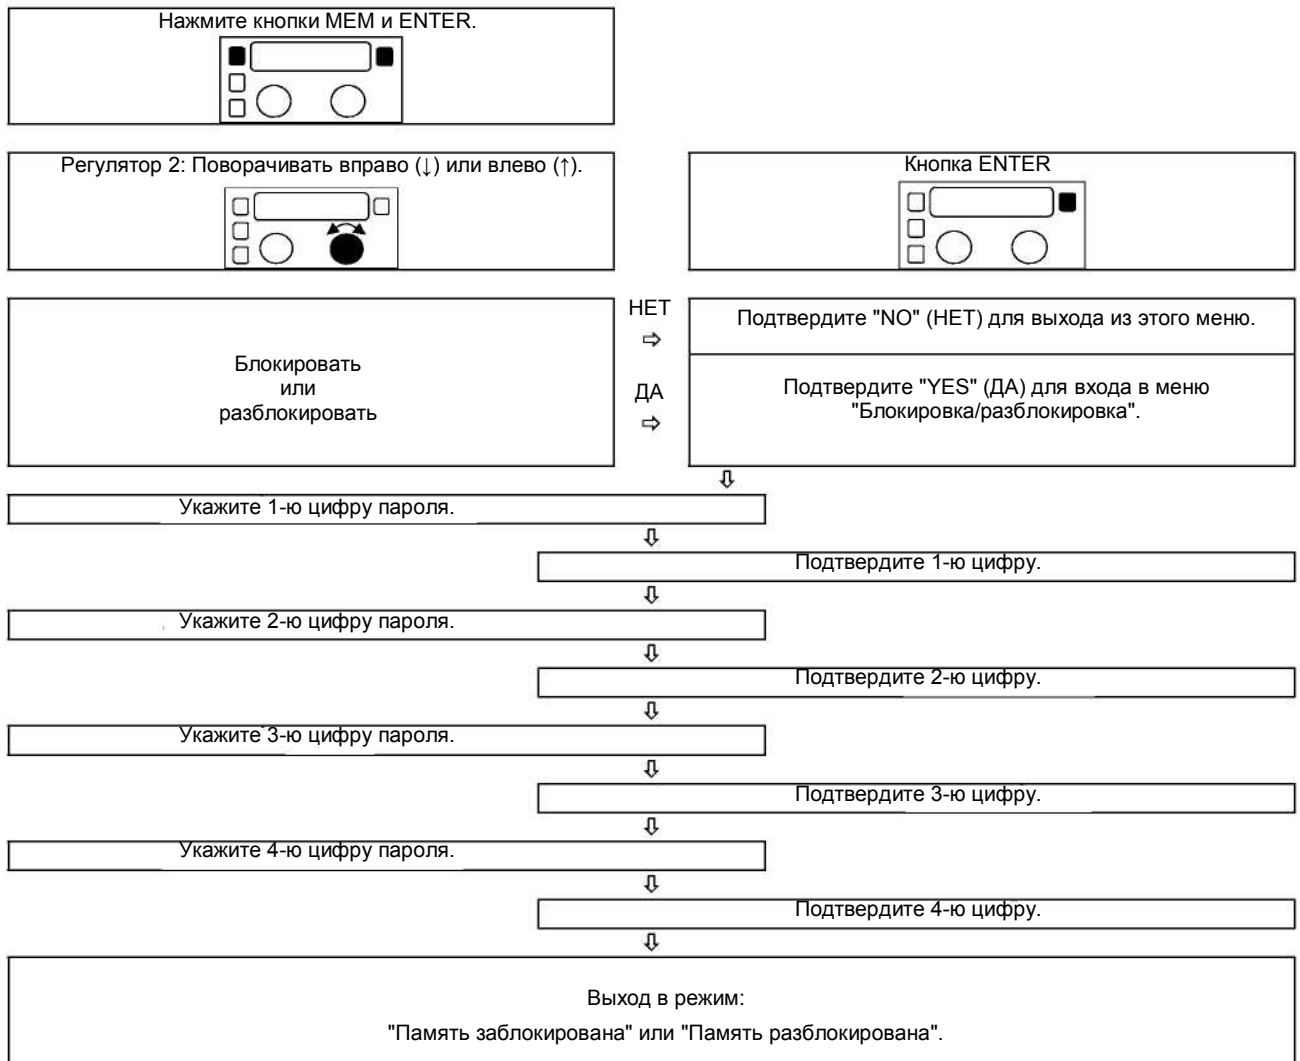 Нажмите кнопки MEM и ENTER.
Регулятор 2: Поворачивать вправо (↓) или влево (↑).
Кнопка ENTER
Блокировать
или
разблокировать
НЕТ
⇨
Подтвердите "NO" (НЕТ) для выхода из этого меню.
ДА
⇨
Подтвердите "YES" (ДА) для входа в меню
"Блокировка/разблокировка".
⇩
Укажите 1-ю цифру пароля.
⇩
Подтвердите 1-ю цифру.
⇩
Укажите 2-ю цифру пароля.
⇩
Подтвердите 2-ю цифру.
⇩
Укажите 3-ю цифру пароля.
⇩
Подтвердите 3-ю цифру.
⇩
Укажите 4-ю цифру пароля.
⇩
Подтвердите 4-ю цифру.
⇩
Выход в режим:
"Память заблокирована" или "Память разблокирована".